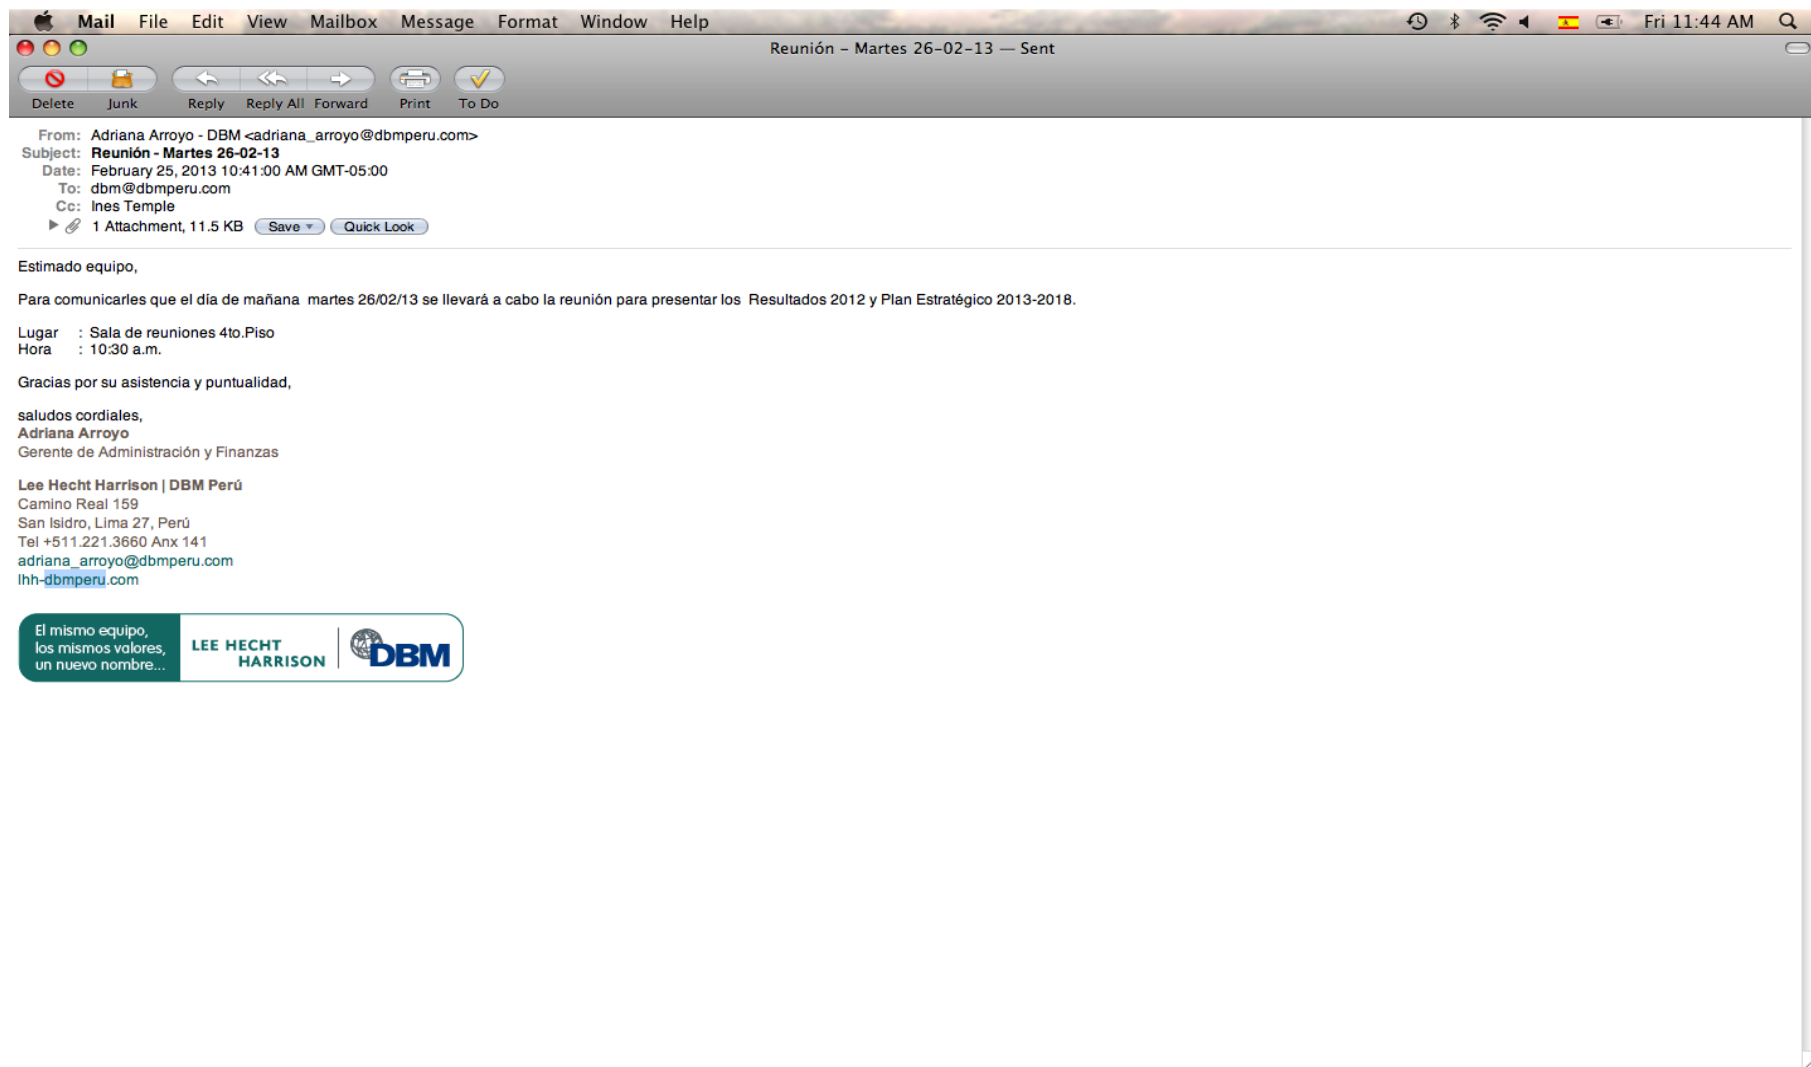 Mail File Edit View Mailbox Message Format Window Help Fri 11:44 AM
Reunión – Martes 26-02-13 — Sent
Delete Junk Reply Reply All Forward Print To Do
From: Adriana Arroyo - DBM <adriana_arroyo@dbmperu.com>
Subject: Reunión - Martes 26-02-13
Date: February 25, 2013 10:41:00 AM GMT-05:00
To: dbm@dbmperu.com
Cc: Ines Temple
1 Attachment, 11.5 KB Save Quick Look
Estimado equipo,
Para comunicarles que el día de mañana martes 26/02/13 se llevará a cabo la reunión para presentar los Resultados 2012 y Plan Estratégico 2013-2018.
Lugar : Sala de reuniones 4to.Piso
Hora : 10:30 a.m.
Gracias por su asistencia y puntualidad,
saludos cordiales,
Adriana Arroyo
Gerente de Administración y Finanzas
Lee Hecht Harrison | DBM Perú
Camino Real 159
San Isidro, Lima 27, Perú
Tel +511.221.3660 Anx 141
adriana_arroyo@dbmperu.com
lhh-dbmperu.com
El mismo equipo,
los mismos valores,
un nuevo nombre...
LEE HECHT
HARRISON
DBM